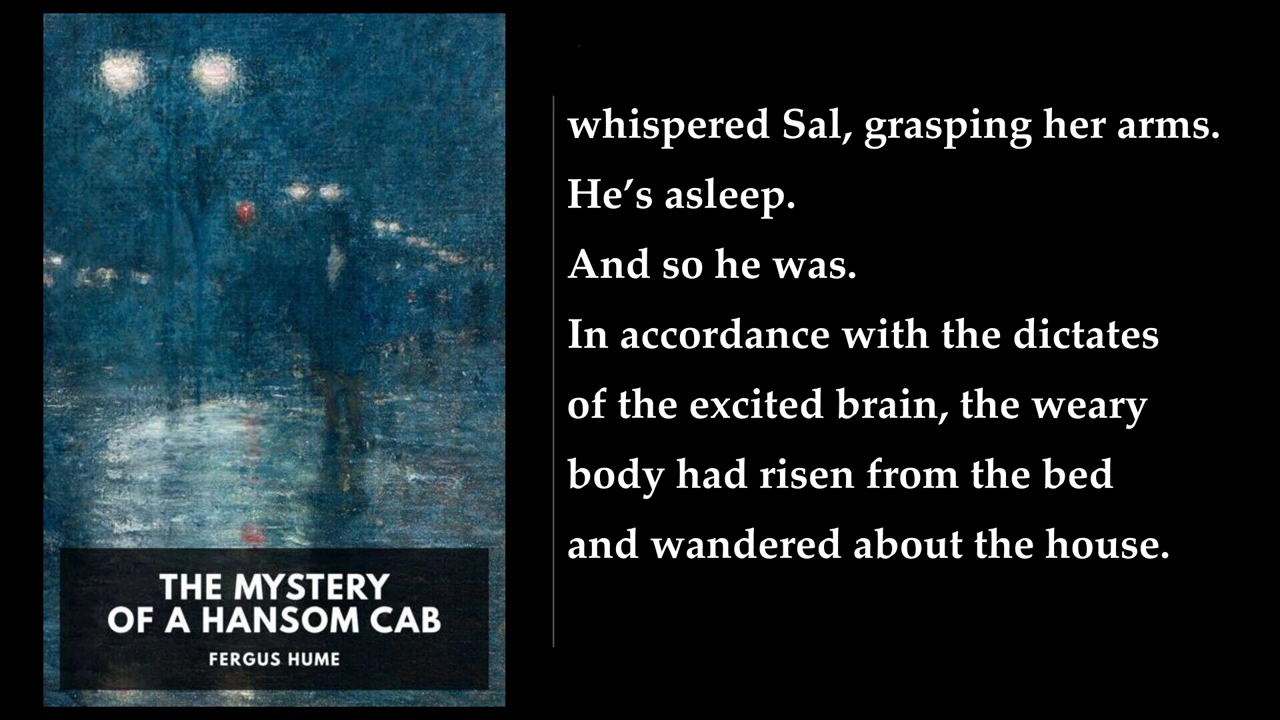 whispered Sal, grasping her arms.
He’s asleep.
And so he was.
In accordance with the dictates
of the excited brain, the weary
body had risen from the bed
and wandered about the house.
THE MYSTERY
OF A HANSOM CAB
FERGUS HUME